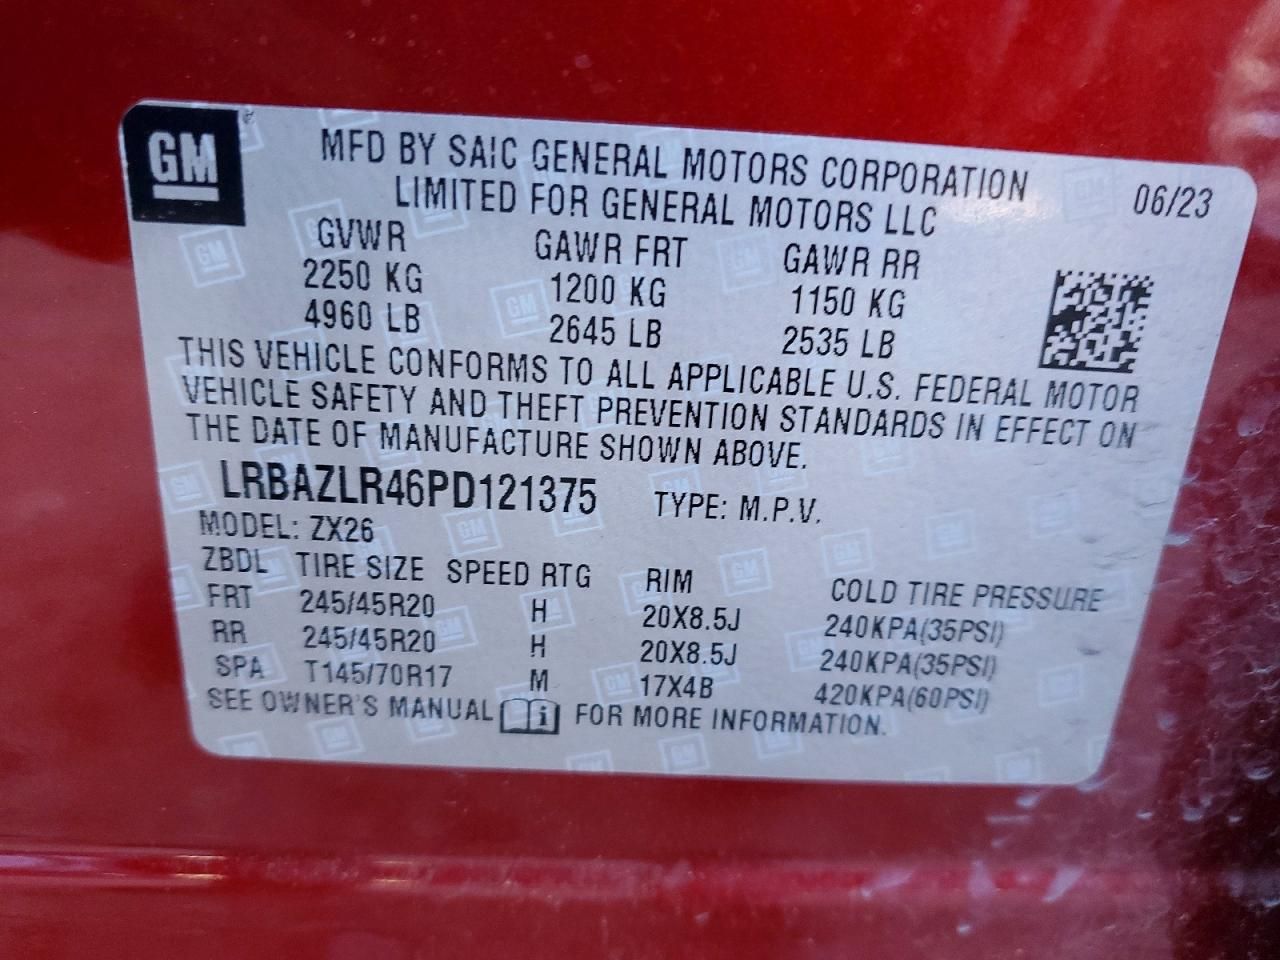 GM
MFD BY SAIC GENERAL MOTORS CORPORATION
LIMITED FOR GENERAL MOTORS LLC
06/23
GVWR GAWR FRT GAWR RR
2250 KG 1200 KG 1150 KG
4960 LB 2645 LB 2535 LB
THIS VEHICLE CONFORMS TO ALL APPLICABLE U.S. FEDERAL MOTOR
VEHICLE SAFETY AND THEFT PREVENTION STANDARDS IN EFFECT ON
THE DATE OF MANUFACTURE SHOWN ABOVE.
LRBAZLR46PD121375 TYPE: M.P.V.
MODEL: ZX26
ZBDL TIRE SIZE SPEED RTG RIM COLD TIRE PRESSURE
FRT 245/45R20 H 20X8.5J 240KPA(35PSI)
RR 245/45R20 H 20X8.5J 240KPA(35PSI)
SPA T145/70R17 M 17X4B 420KPA(60PSI)
SEE OWNER'S MANUAL i FOR MORE INFORMATION.